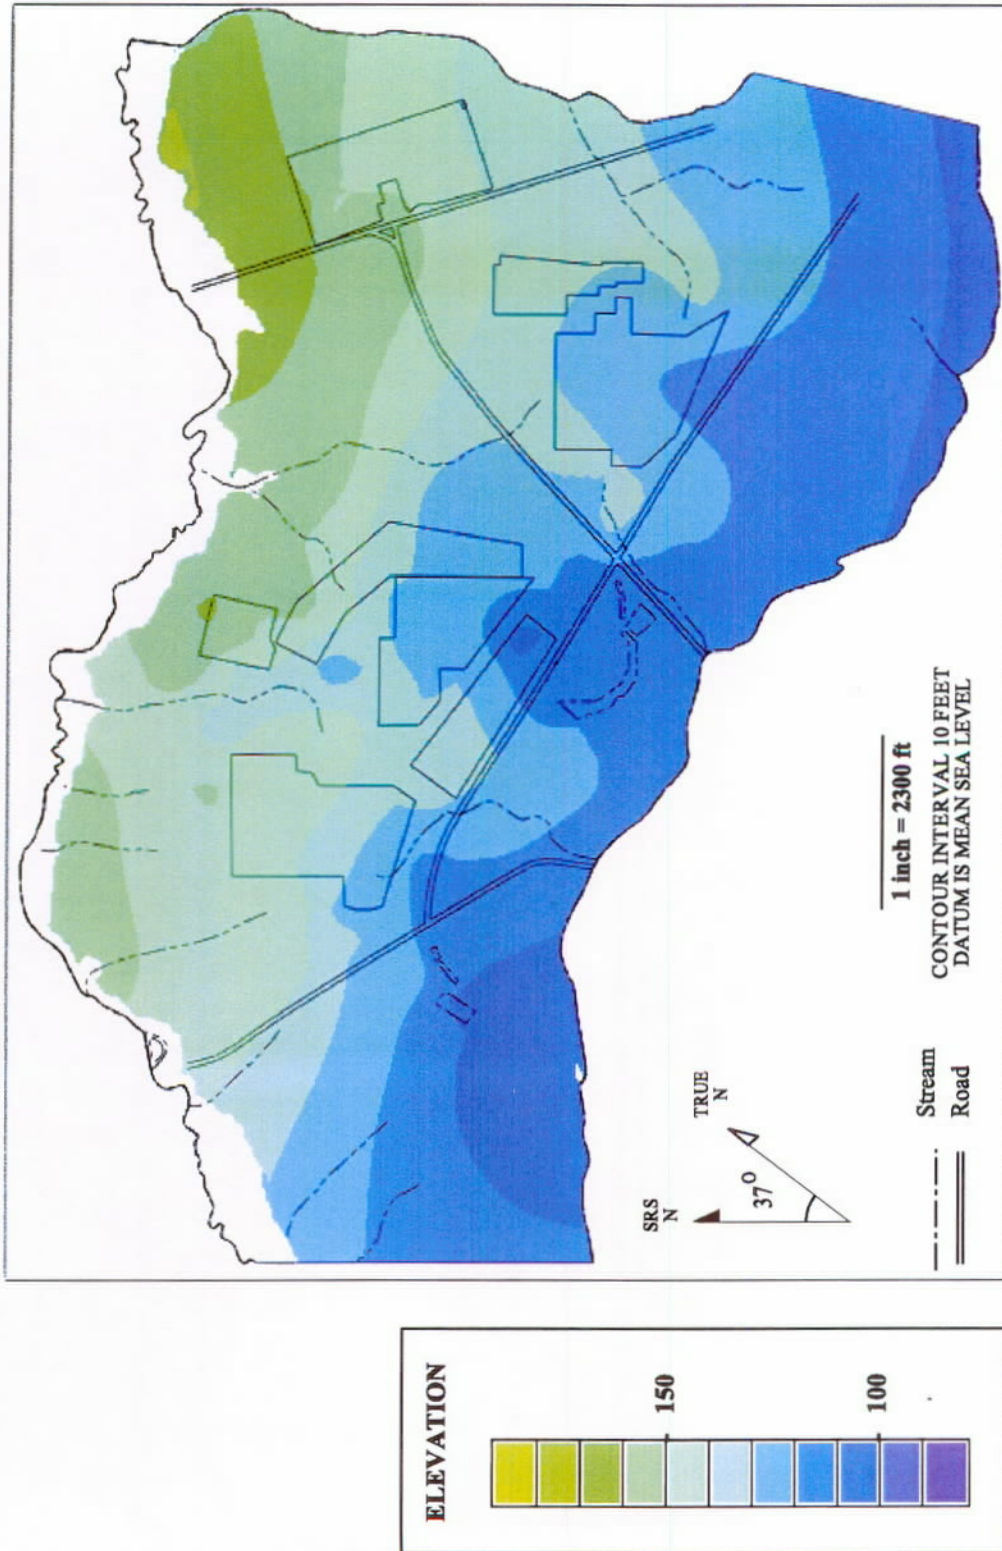 ELEVATION
150
100
SRS
N
TRUE
N
37O
1 inch = 2300 ft
Stream
Road
CONTOUR INTERVAL 10 FEET
DATUM IS MEAN SEA LEVEL